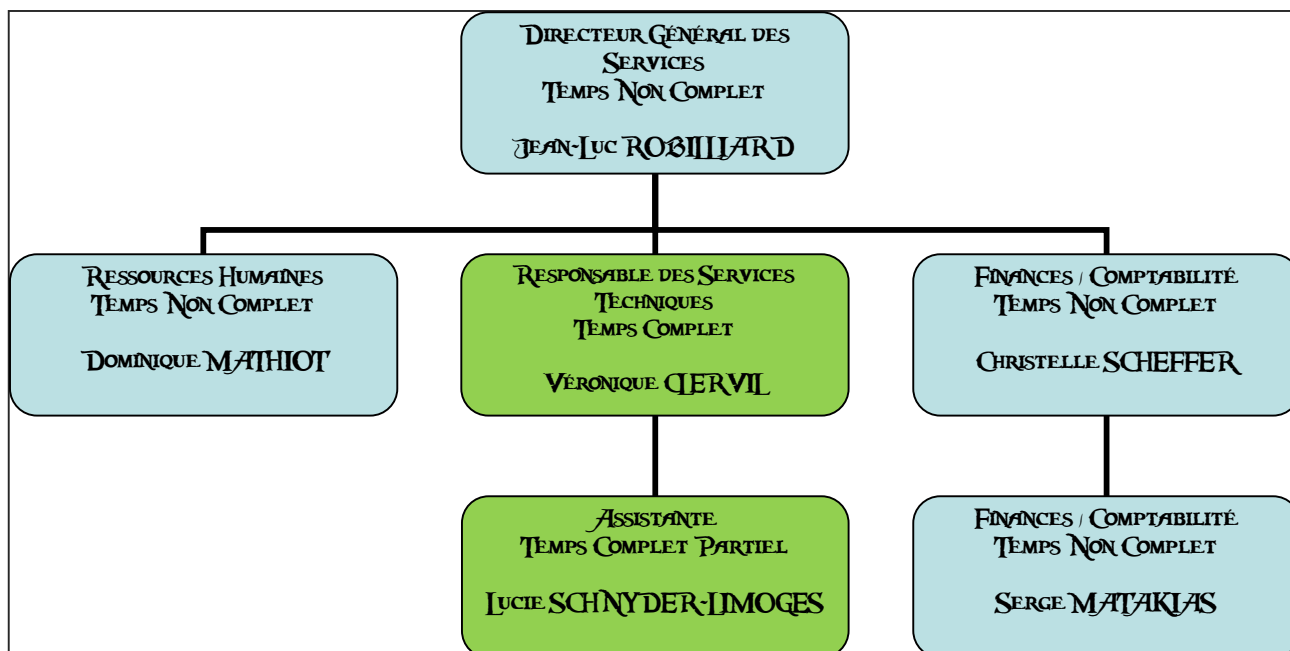 Directeur Général des
Services
Temps Non Complet
Jean-Luc ROBILLIARD
Ressources Humaines
Temps Non Complet
Dominique MATHIOT
Responsable des Services
Techniques
Temps Complet
Véronique CLERVIL
Finances / Comptabilité
Temps Non Complet
Christelle SCHEFFER
Assistante
Temps Complet Partiel
Lucie SCHNYDER-LIMOGES
Finances / Comptabilité
Temps Non Complet
Serge MATAKIAS